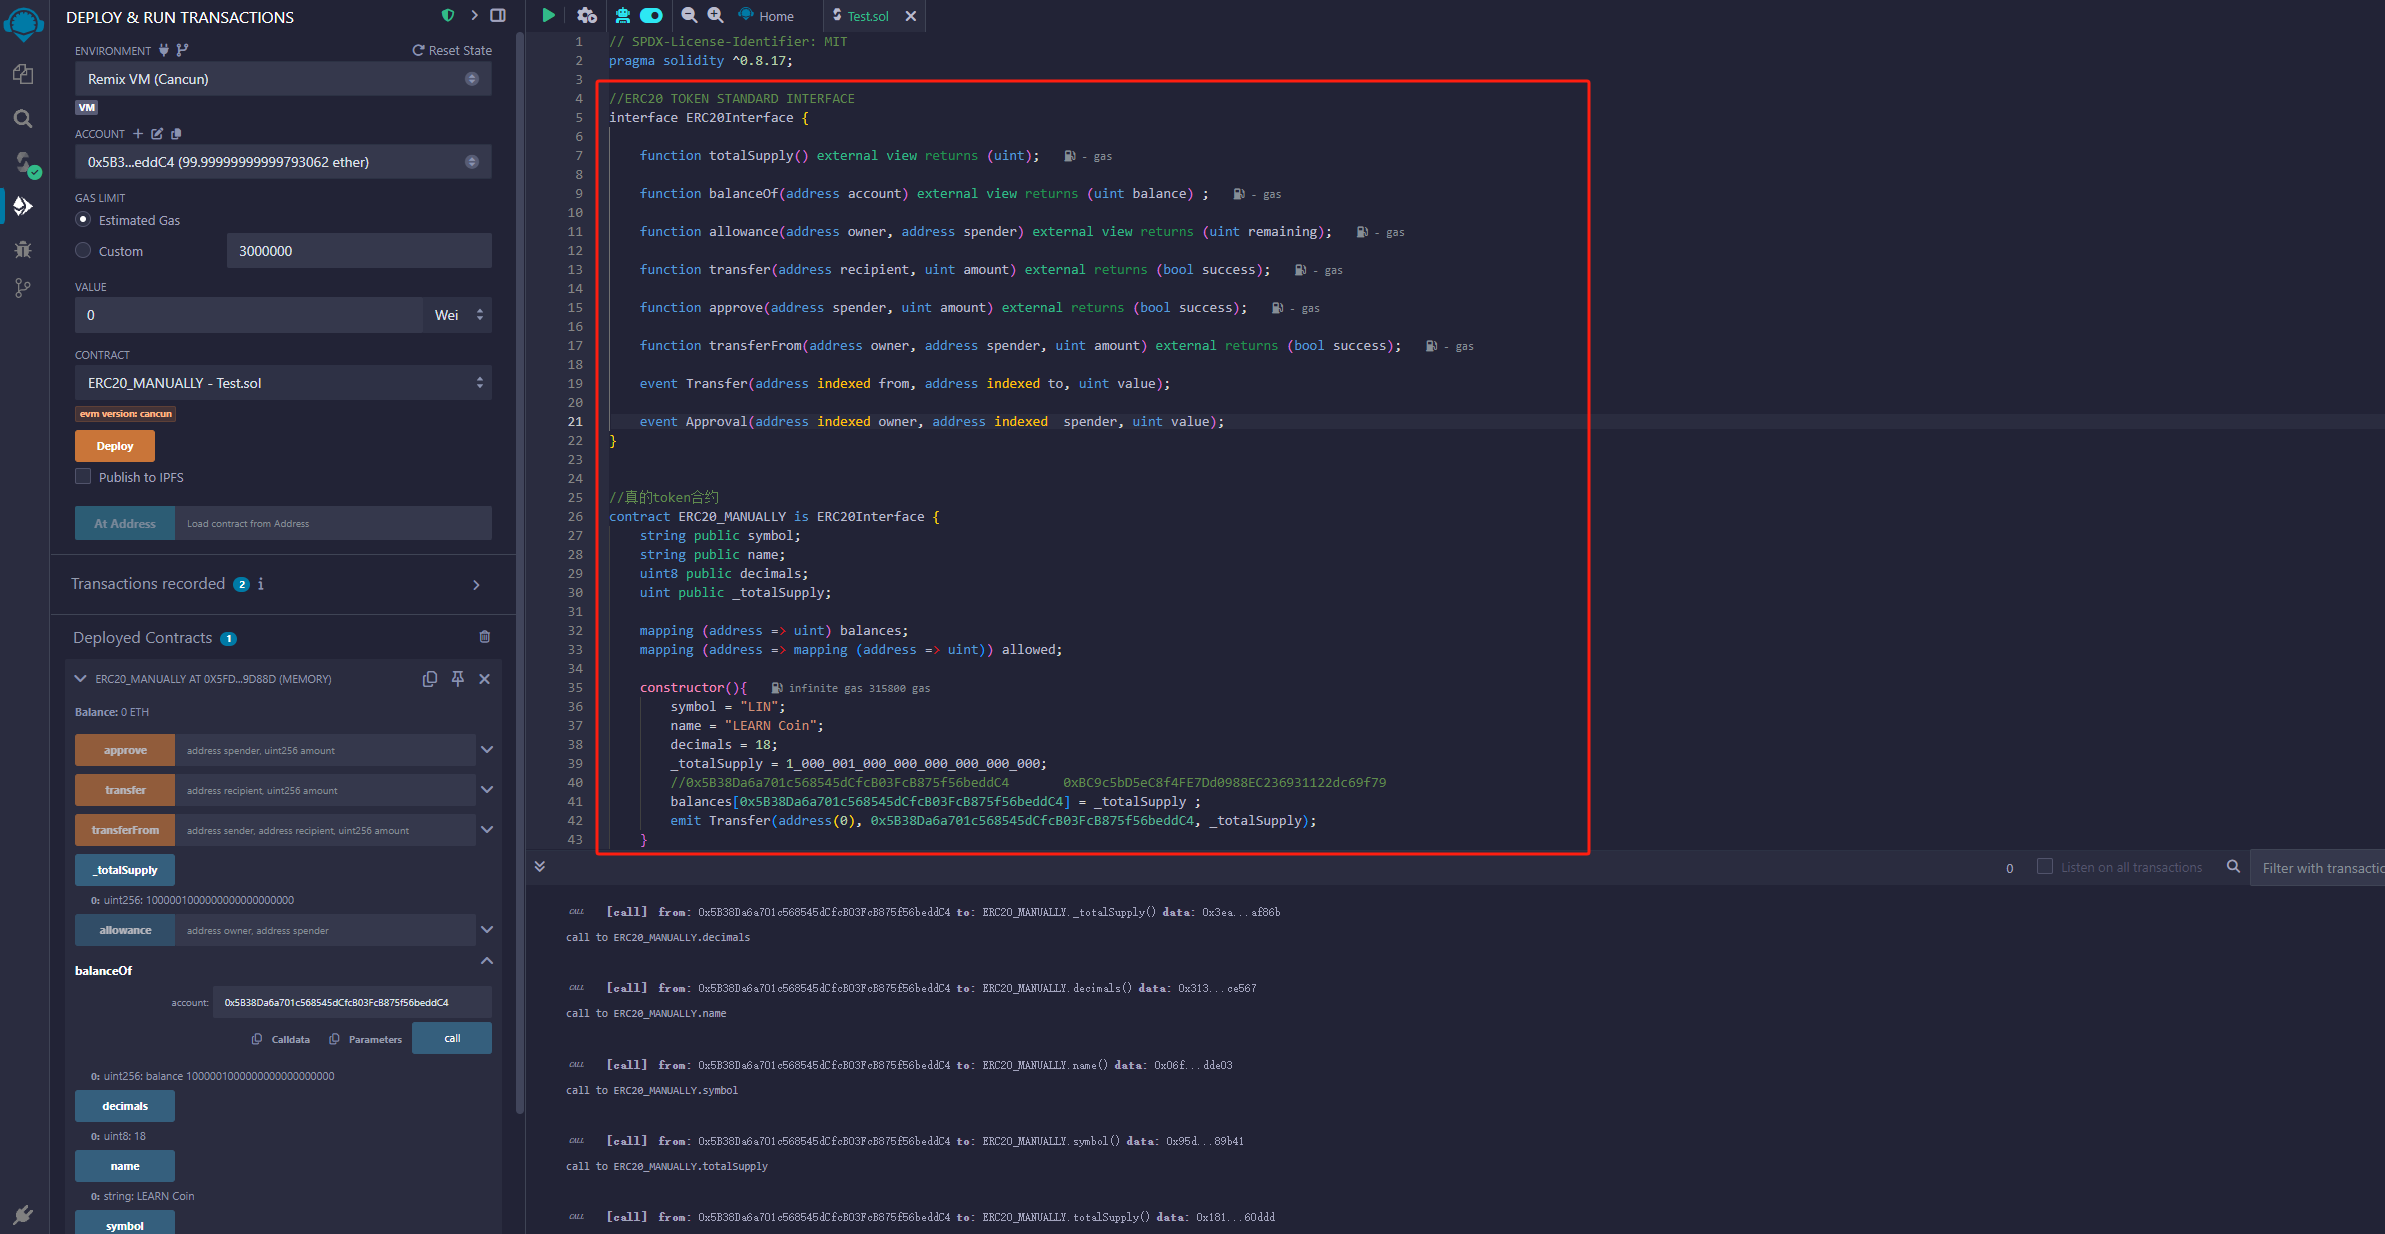 DEPLOY & RUN TRANSACTIONS
ENVIRONMENT
Reset State
Remix VM (Cancun)
VM
ACCOUNT
0x5B3...eddC4 (99.99999999999793062 ether)
GAS LIMIT
Estimated Gas
Custom
3000000
VALUE
0
Wei
CONTRACT
ERC20_MANUALLY - Test.sol
evm version: cancun
Deploy
Publish to IPFS
At Address
Load contract from Address
Transactions recorded 2 i
Deployed Contracts 1
ERC20_MANUALLY AT 0X5FD...9D88D (MEMORY)
Balance: 0 ETH
approve
address spender, uint256 amount
transfer
address recipient, uint256 amount
transferFrom
address sender, address recipient, uint256 amount
_totalSupply
0: uint256: 1000001000000000000000000
allowance
address owner, address spender
balanceOf
account:
0x5B38Da6a701c568545dCfcB03FcB875f56beddC4
Calldata
Parameters
call
0: uint256: balance 1000001000000000000000000
decimals
0: uint8: 18
name
0: string: LEARN Coin
symbol
Home
Test.sol
1 // SPDX-License-Identifier: MIT
2 pragma solidity ^0.8.17;
3
4 //ERC20 TOKEN STANDARD INTERFACE
5 interface ERC20Interface {
6
7 function totalSupply() external view returns (uint); - gas
8
9 function balanceOf(address account) external view returns (uint balance) ; - gas
10
11 function allowance(address owner, address spender) external view returns (uint remaining); - gas
12
13 function transfer(address recipient, uint amount) external returns (bool success); - gas
14
15 function approve(address spender, uint amount) external returns (bool success); - gas
16
17 function transferFrom(address owner, address spender, uint amount) external returns (bool success); - gas
18
19 event Transfer(address indexed from, address indexed to, uint value);
20
21 event Approval(address indexed owner, address indexed  spender, uint value);
22 }
23
24
25 //真的token合约
26 contract ERC20_MANUALLY is ERC20Interface {
27 string public symbol;
28 string public name;
29 uint8 public decimals;
30 uint public _totalSupply;
31
32 mapping (address => uint) balances;
33 mapping (address => mapping (address => uint)) allowed;
34
35 constructor(){ infinite gas 315800 gas
36 symbol = "LIN";
37 name = "LEARN Coin";
38 decimals = 18;
39 _totalSupply = 1_000_001_000_000_000_000_000_000;
40 //0x5B38Da6a701c568545dCfcB03FcB875f56beddC4 0xBC9c5bD5eC8f4FE7Dd0988EC236931122dc69f79
41 balances[0x5B38Da6a701c568545dCfcB03FcB875f56beddC4] = _totalSupply ;
42 emit Transfer(address(0), 0x5B38Da6a701c568545dCfcB03FcB875f56beddC4, _totalSupply);
43 }
0
Listen on all transactions
Filter with transactio
CALL [call] from: 0x5B38Da6a701c568545dCfcB03FcB875f56beddC4 to: ERC20_MANUALLY._totalSupply() data: 0x3ea...af86b
call to ERC20_MANUALLY.decimals
CALL [call] from: 0x5B38Da6a701c568545dCfcB03FcB875f56beddC4 to: ERC20_MANUALLY.decimals() data: 0x313...ce567
call to ERC20_MANUALLY.name
CALL [call] from: 0x5B38Da6a701c568545dCfcB03FcB875f56beddC4 to: ERC20_MANUALLY.name() data: 0x06f...dde03
call to ERC20_MANUALLY.symbol
CALL [call] from: 0x5B38Da6a701c568545dCfcB03FcB875f56beddC4 to: ERC20_MANUALLY.symbol() data: 0x95d...89b41
call to ERC20_MANUALLY.totalSupply
CALL [call] from: 0x5B38Da6a701c568545dCfcB03FcB875f56beddC4 to: ERC20_MANUALLY.totalSupply() data: 0x181...60ddd